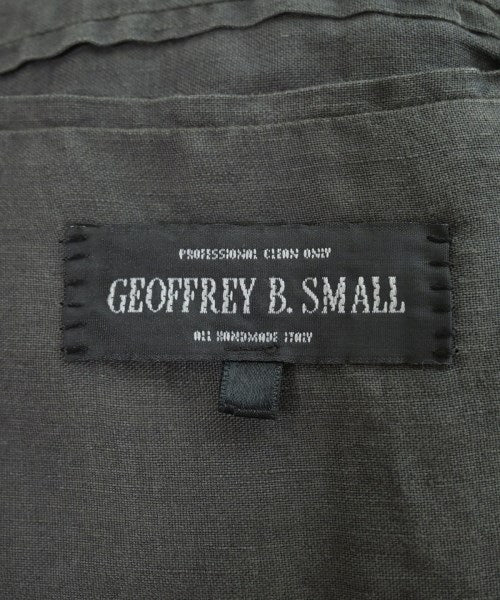 PROFESSIONAL CLEAN ONLY
GEOFFREY B. SMALL
ALL HANDMADE ITALY